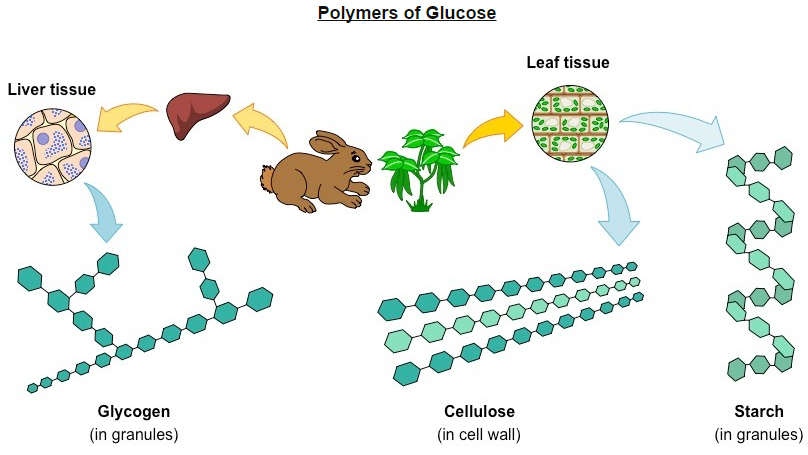 Polymers of Glucose
Leaf tissue
Liver tissue
Glycogen
(in granules)
Cellulose
(in cell wall)
Starch
(in granules)